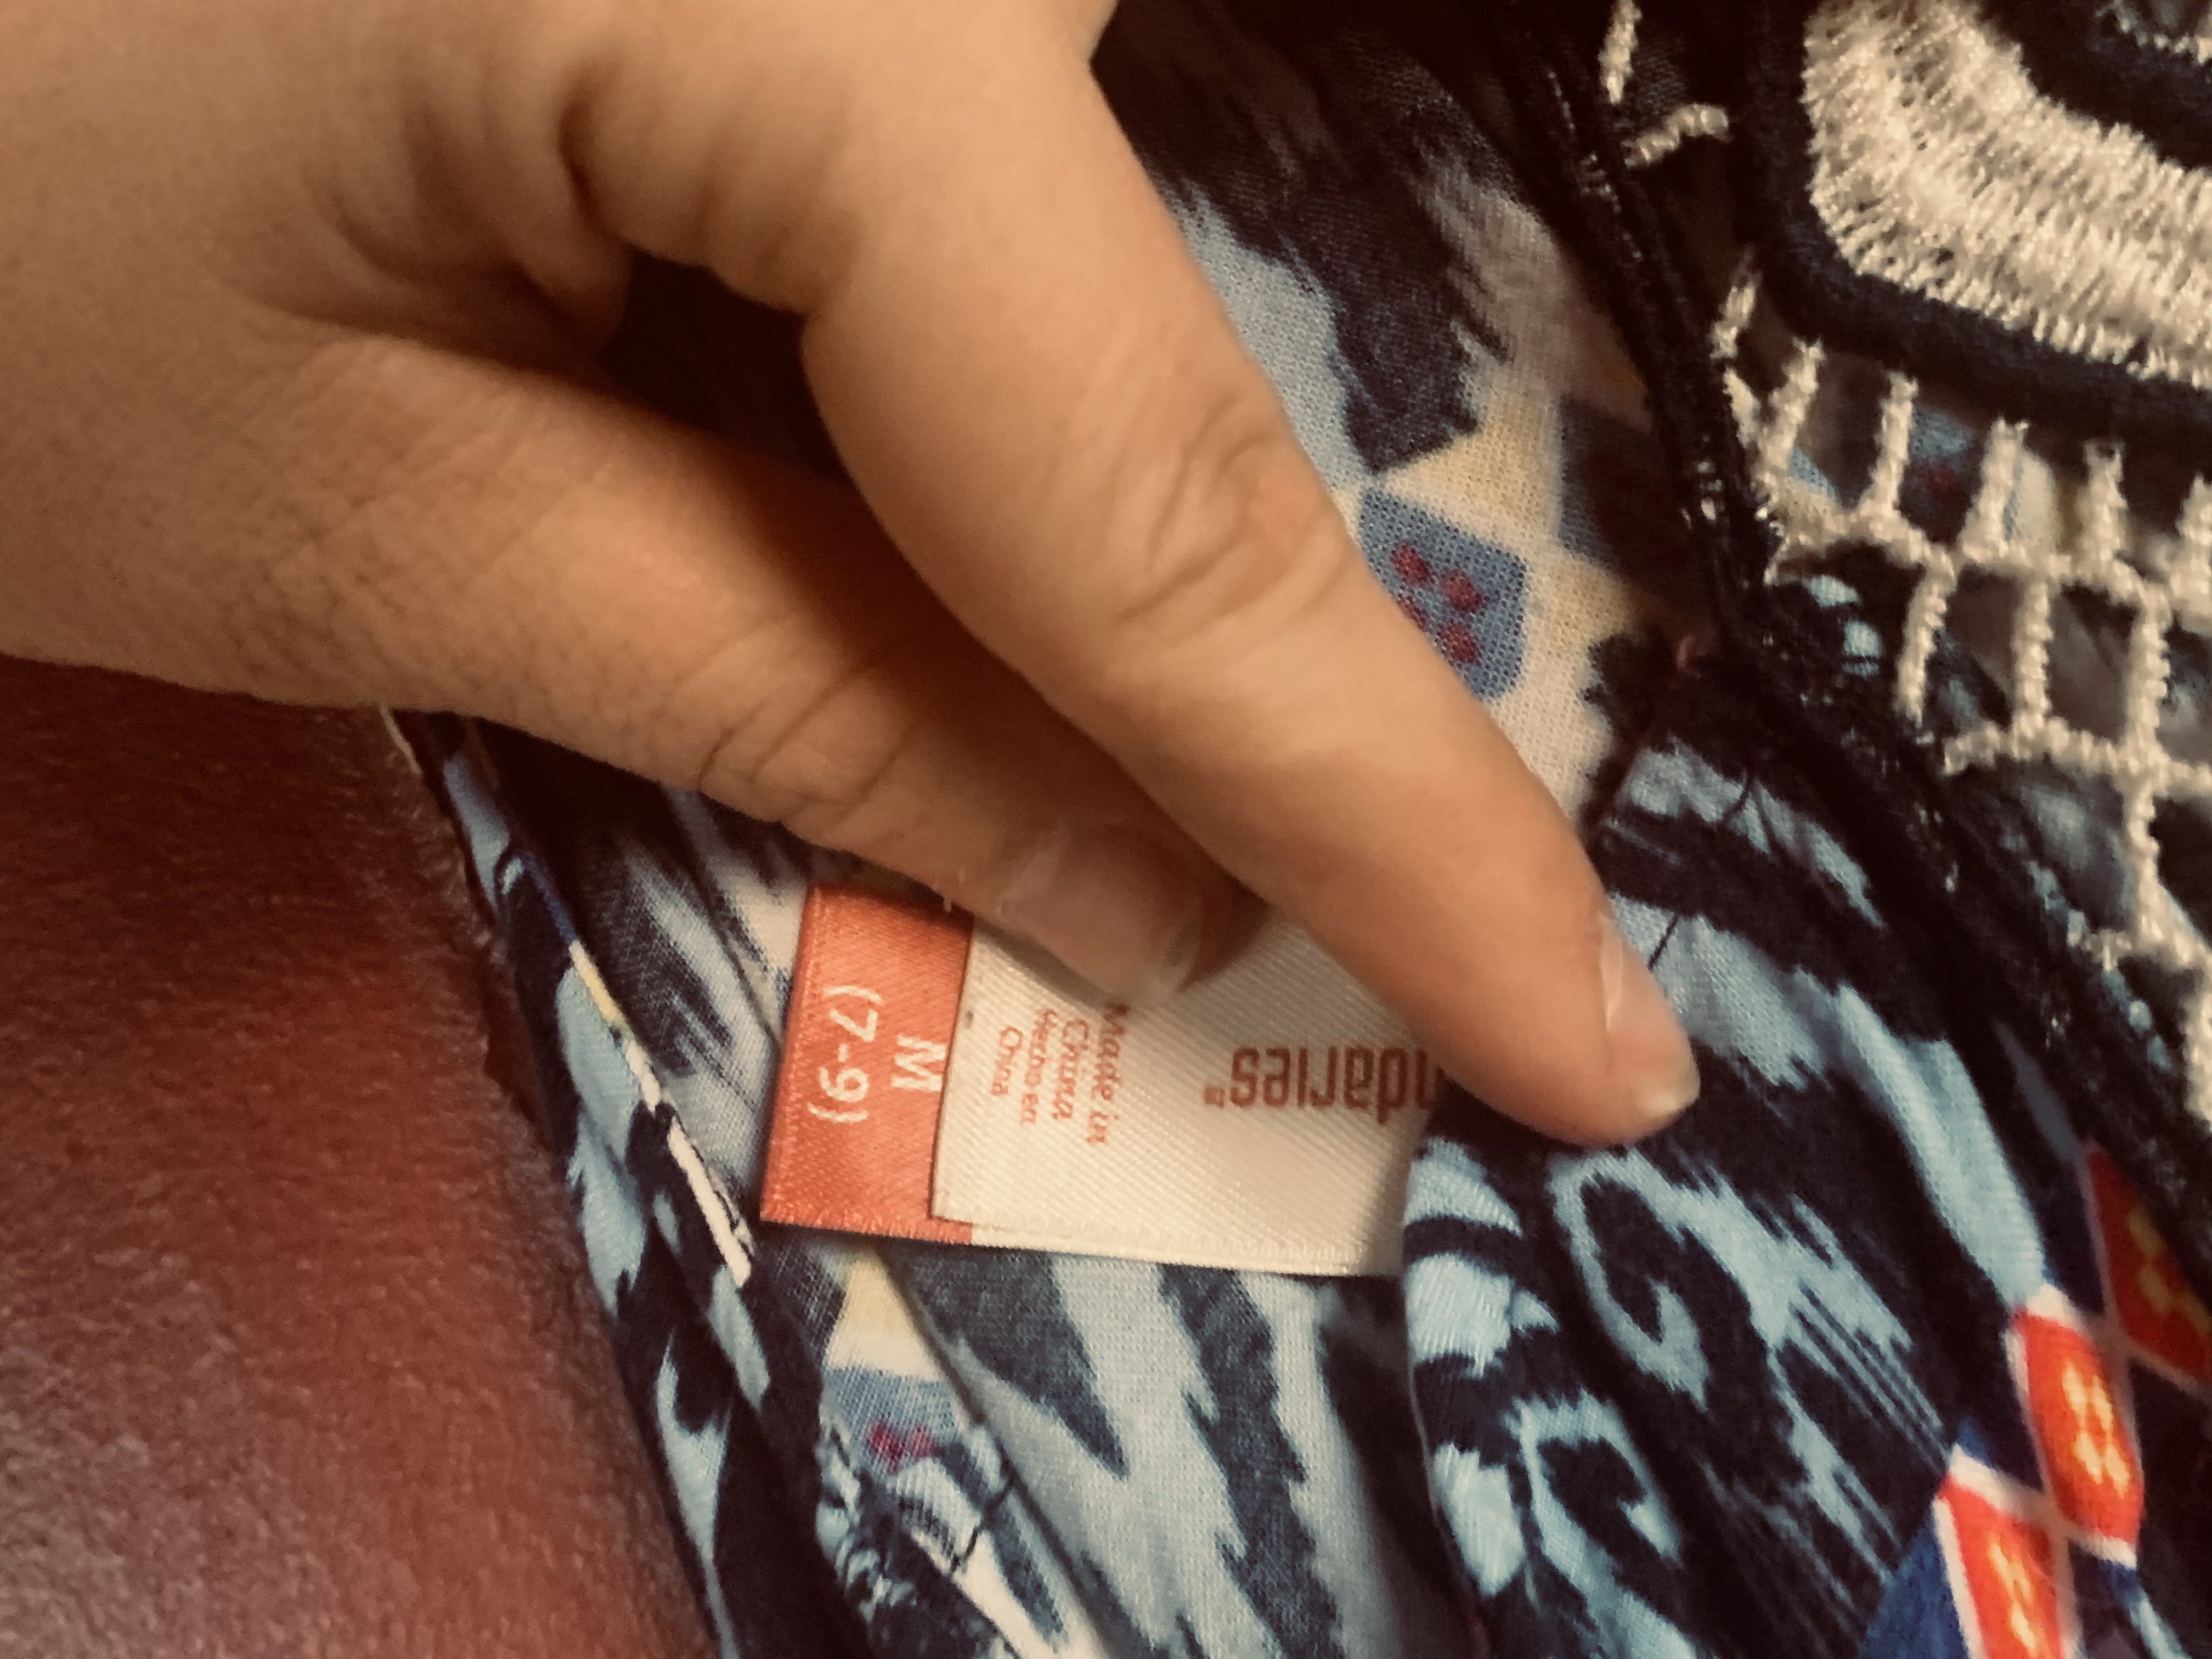 ndaries®
Made in
China
Hecho en
China
M
(7-9)